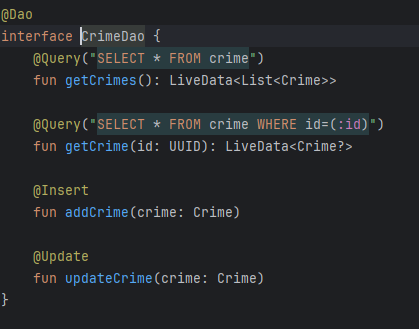 @Dao
interface CrimeDao {
    @Query("SELECT * FROM crime")
    fun getCrimes(): LiveData<List<Crime>>

    @Query("SELECT * FROM crime WHERE id=(:id)")
    fun getCrime(id: UUID): LiveData<Crime?>

    @Insert
    fun addCrime(crime: Crime)

    @Update
    fun updateCrime(crime: Crime)
}